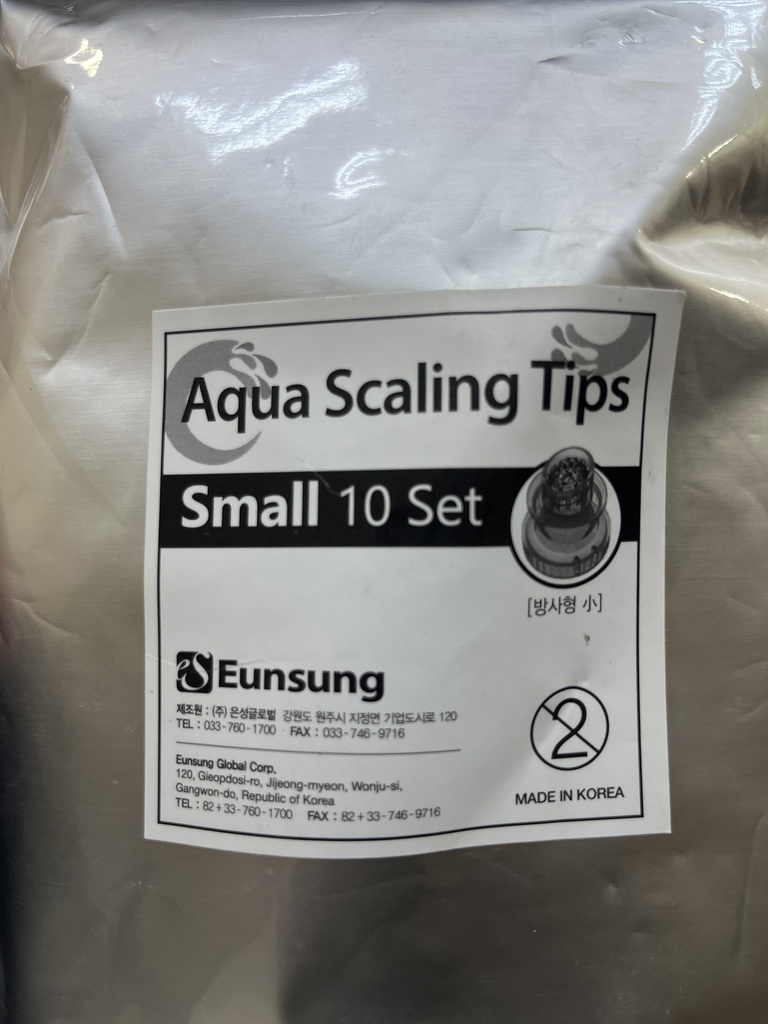 Aqua Scaling Tips
Small 10 Set
[방사형 小]
eS Eunsung
제조원 : (주) 은성글로벌 강원도 원주시 지정면 기업도시로 120
TEL : 033-760-1700 FAX : 033-746-9716
Eunsung Global Corp.
120, Gieopdosi-ro, Jijeong-myeon, Wonju-si,
Gangwon-do, Republic of Korea
TEL : 82+33-760-1700 FAX : 82+33-746-9716
2
MADE IN KOREA